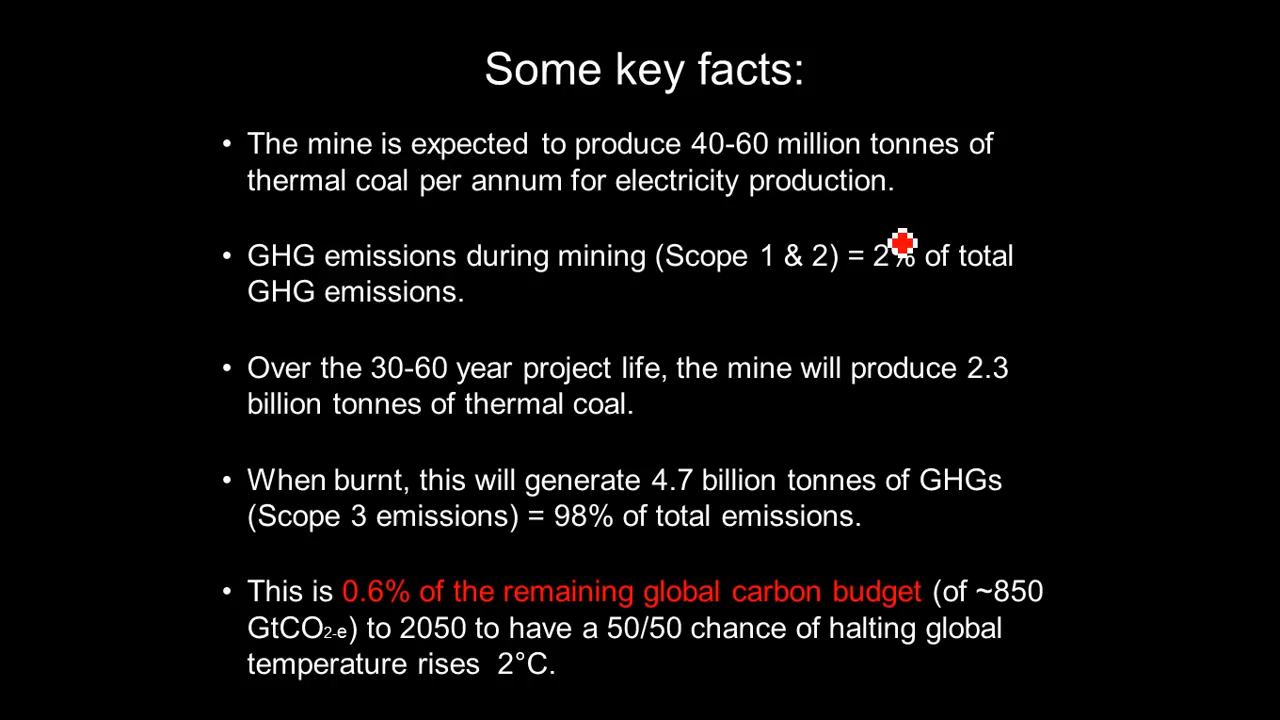 Some key facts:
• The mine is expected to produce 40-60 million tonnes of
thermal coal per annum for electricity production.
• GHG emissions during mining (Scope 1 & 2) = 2% of total
GHG emissions.
• Over the 30-60 year project life, the mine will produce 2.3
billion tonnes of thermal coal.
• When burnt, this will generate 4.7 billion tonnes of GHGs
(Scope 3 emissions) = 98% of total emissions.
• This is 0.6% of the remaining global carbon budget (of ~850
GtCO2-e) to 2050 to have a 50/50 chance of halting global
temperature rises 2°C.